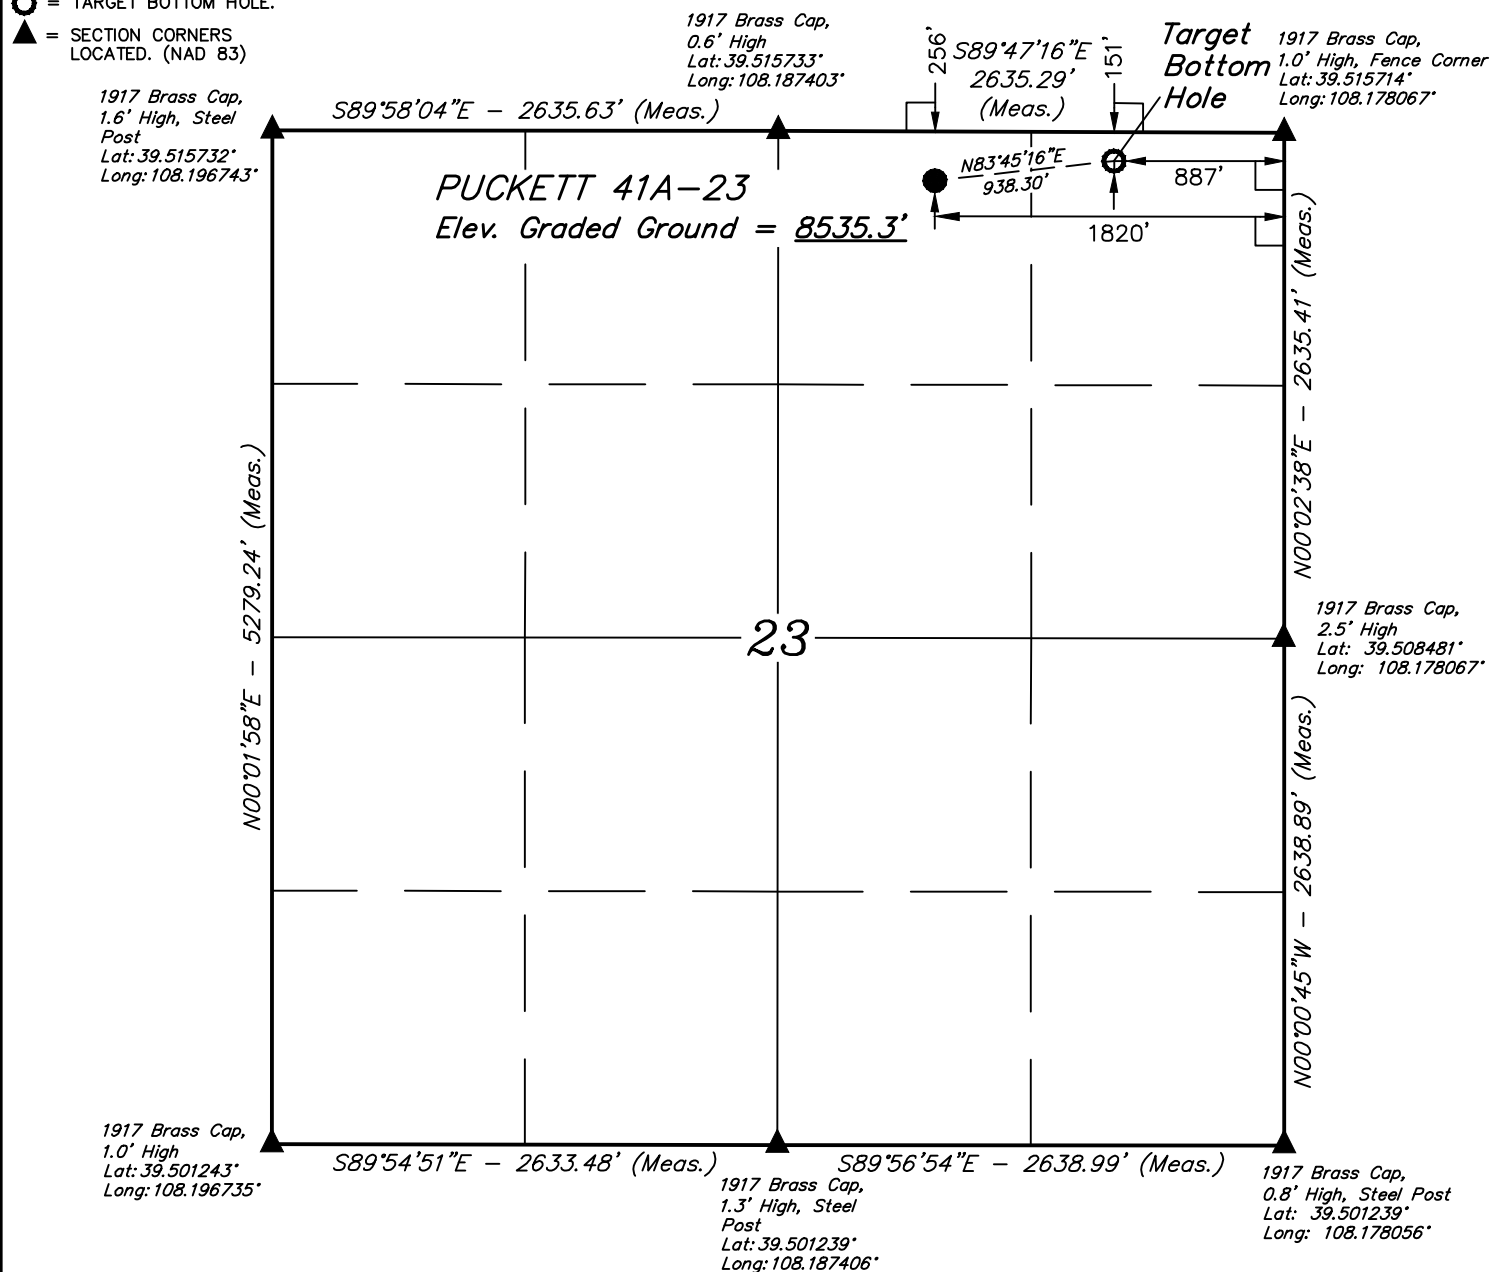 = TARGET BOTTOM HOLE.
= SECTION CORNERS
LOCATED. (NAD 83)
1917 Brass Cap,
1.6' High, Steel
Post
Lat: 39.515732°
Long: 108.196743°
S89°58'04"E - 2635.63' (Meas.)
1917 Brass Cap,
0.6' High
Lat: 39.515733°
Long: 108.187403°
256'
S89°47'16"E
2635.29'
(Meas.)
151'
Target
Bottom
Hole
1917 Brass Cap,
1.0' High, Fence Corner
Lat: 39.515714°
Long: 108.178067°
PUCKETT 41A-23
Elev. Graded Ground = 8535.3'
N83°45'16"E
938.30'
887'
1820'
N00°02'38"E - 2635.41' (Meas.)
N00°01'58"E - 5279.24' (Meas.)
23
1917 Brass Cap,
2.5' High
Lat: 39.508481°
Long: 108.178067°
N00°00'45"W - 2638.89' (Meas.)
1917 Brass Cap,
1.0' High
Lat: 39.501243°
Long: 108.196735°
S89°54'51"E - 2633.48' (Meas.)
1917 Brass Cap,
1.3' High, Steel
Post
Lat: 39.501239°
Long: 108.187406°
S89°56'54"E - 2638.99' (Meas.)
1917 Brass Cap,
0.8' High, Steel Post
Lat: 39.501239°
Long: 108.178056°